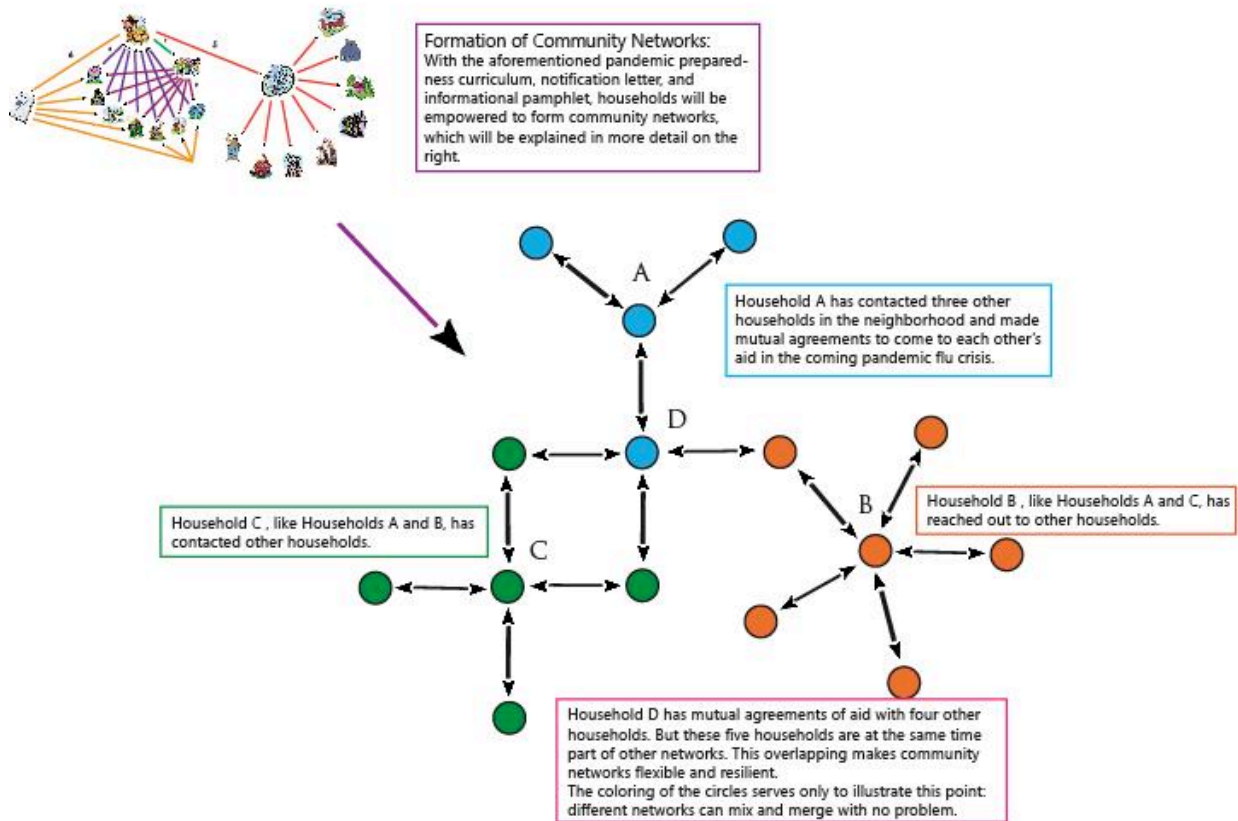 Formation of Community Networks:
With the aforementioned pandemic prepared-
ness curriculum, notification letter, and
informational pamphlet, households will be
empowered to form community networks,
which will be explained in more detail on the
right.
A
Household A has contacted three other
households in the neighborhood and made
mutual agreements to come to each other's
aid in the coming pandemic flu crisis.
D
B
Household B , like Households A and C, has
reached out to other households.
Household C , like Households A and B, has
contacted other households.
C
Household D has mutual agreements of aid with four other
households. But these five households are at the same time
part of other networks. This overlapping makes community
networks flexible and resilient.
The coloring of the circles serves only to illustrate this point:
different networks can mix and merge with no problem.